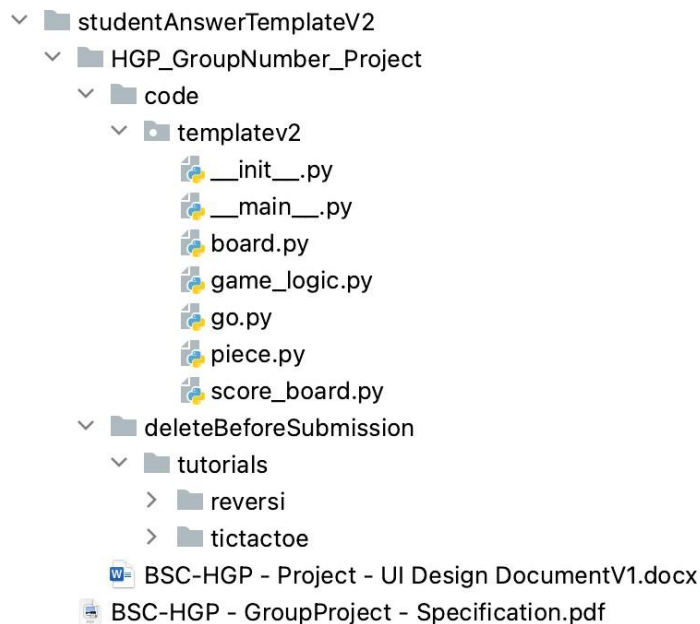 studentAnswerTemplateV2
HGP_GroupNumber_Project
code
templatev2
__init__.py
__main__.py
board.py
game_logic.py
go.py
piece.py
score_board.py
deleteBeforeSubmission
tutorials
reversi
tictactoe
BSC-HGP - Project - UI Design DocumentV1.docx
BSC-HGP - GroupProject - Specification.pdf